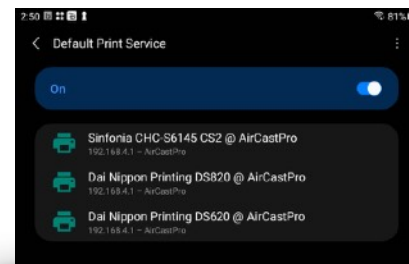 2:50
81%
Default Print Service
On
Sinfonia CHC-S6145 CS2 @ AirCastPro
192.168.4.1 – AirCastPro
Dai Nippon Printing DS820 @ AirCastPro
192.168.4.1 – AirCastPro
Dai Nippon Printing DS620 @ AirCastPro
192.168.4.1 – AirCastPro